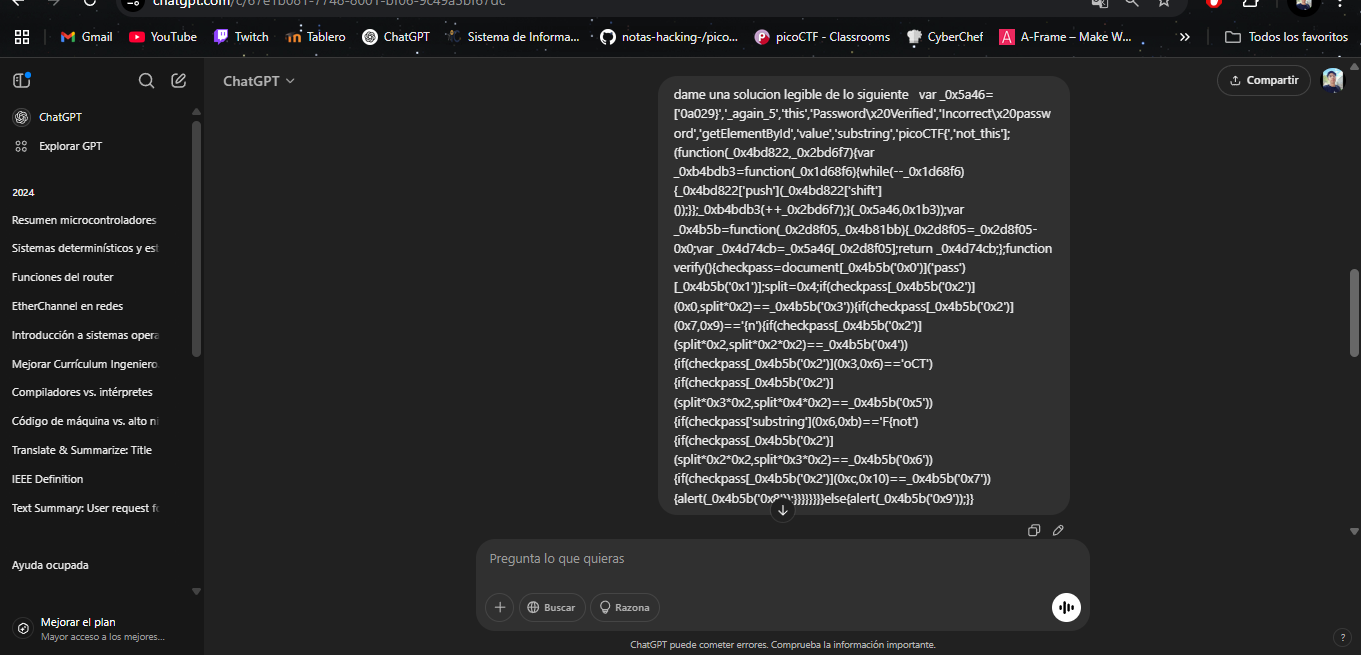 chatgpt.com/c/67e1b081-7748-8001-bf06-9c49a5bf67dc
Gmail YouTube Twitch Tablero ChatGPT Sistema de Informa... notas-hacking-/pico... picoCTF - Classrooms CyberChef A-Frame – Make W... » Todos los favoritos
ChatGPT
Compartir
ChatGPT
Explorar GPT
2024
Resumen microcontroladores
Sistemas determinísticos y est
Funciones del router
EtherChannel en redes
Introducción a sistemas opera
Mejorar Currículum Ingeniero
Compiladores vs. intérpretes
Código de máquina vs. alto ni
Translate & Summarize: Title
IEEE Definition
Text Summary: User request fo
Ayuda ocupada
Mejorar el plan
Mayor acceso a los mejores...
dame una solucion legible de lo siguiente var _0x5a46=
['0a029}','_again_5','this','Password\x20Verified','Incorrect\x20passw
ord','getElementById','value','substring','picoCTF{','not_this'];
(function(_0x4bd822,_0x2bd6f7){var
_0xb4bdb3=function(_0x1d68f6){while(--_0x1d68f6)
{_0x4bd822['push'](_0x4bd822['shift']
());}};_0xb4bdb3(++_0x2bd6f7);}(_0x5a46,0x1b3));var
_0x4b5b=function(_0x2d8f05,_0x4b81bb){_0x2d8f05=_0x2d8f05-
0x0;var _0x4d74cb=_0x5a46[_0x2d8f05];return _0x4d74cb;};function
verify(){checkpass=document[_0x4b5b('0x0')]('pass')
[_0x4b5b('0x1')];split=0x4;if(checkpass[_0x4b5b('0x2')]
(0x0,split*0x2)==_0x4b5b('0x3')){if(checkpass[_0x4b5b('0x2')]
(0x7,0x9)=='{n'){if(checkpass[_0x4b5b('0x2')]
(split*0x2,split*0x2*0x2)==_0x4b5b('0x4'))
{if(checkpass[_0x4b5b('0x2')](0x3,0x6)=='oCT')
{if(checkpass[_0x4b5b('0x2')]
(split*0x3*0x2,split*0x4*0x2)==_0x4b5b('0x5'))
{if(checkpass['substring'](0x6,0xb)=='F{not')
{if(checkpass[_0x4b5b('0x2')]
(split*0x2*0x2,split*0x3*0x2)==_0x4b5b('0x6'))
{if(checkpass[_0x4b5b('0x2')](0xc,0x10)==_0x4b5b('0x7'))
{alert(_0x4b5b('0x8'));}}}}}}}}else{alert(_0x4b5b('0x9'));}}
Pregunta lo que quieras
Buscar Razona
ChatGPT puede cometer errores. Comprueba la información importante.
?